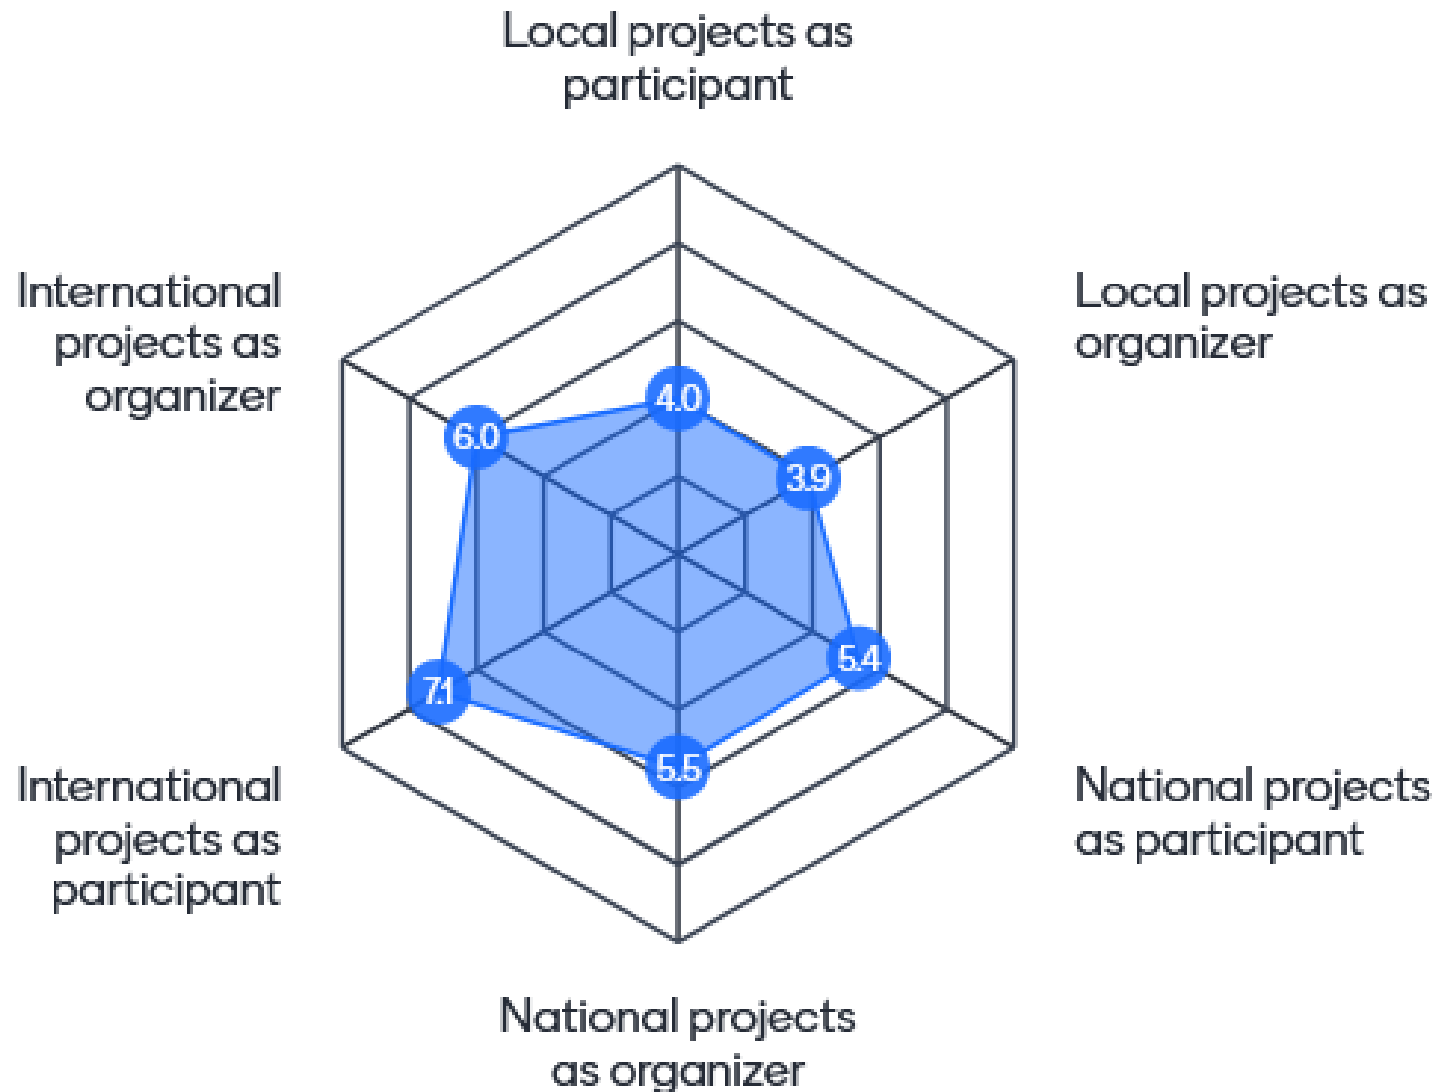 Local projects as
participant
International
projects as
organizer
Local projects as
organizer
4.0
6.0
3.9
5.4
7.1
5.5
International
projects as
participant
National projects
as participant
National projects
as organizer